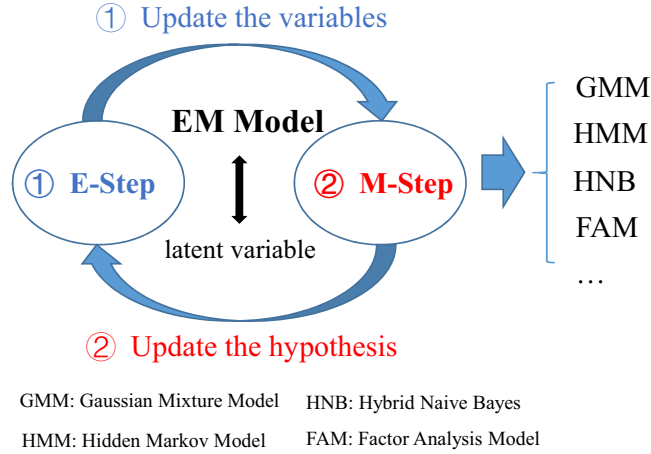 ① Update the variables
EM Model
① E-Step
② M-Step
latent variable
② Update the hypothesis
GMM
HMM
HNB
FAM
…
GMM: Gaussian Mixture Model
HNB: Hybrid Naive Bayes
HMM: Hidden Markov Model
FAM: Factor Analysis Model